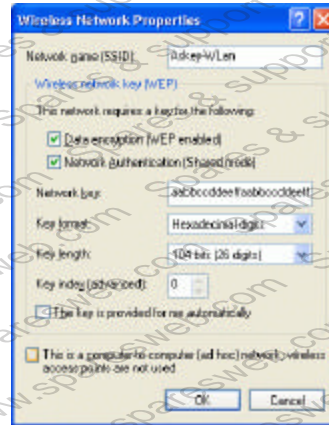 Wireless Network Properties
Network name (SSID): Askey-WLan
Wireless network key (WEP)
This network requires a key for the following:
Data encryption (WEP enabled)
Network Authentication (Shared mode)
Network key: aabbccddeeffaabbccddeeff
Key format: Hexadecimal digits
Key length: 104 bits (26 digits)
Key index (advanced): 0
The key is provided for me automatically
This is a computer-to-computer (ad hoc) network; wireless
access points are not used
OK Cancel